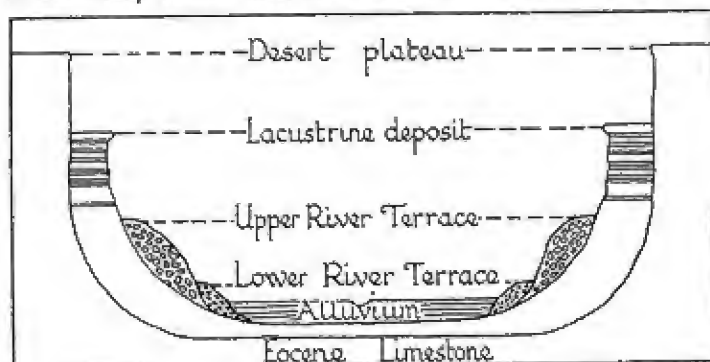 Desert plateau
Lacustrine deposit
Upper River Terrace
Lower River Terrace
Alluvium
Eocene Limestone